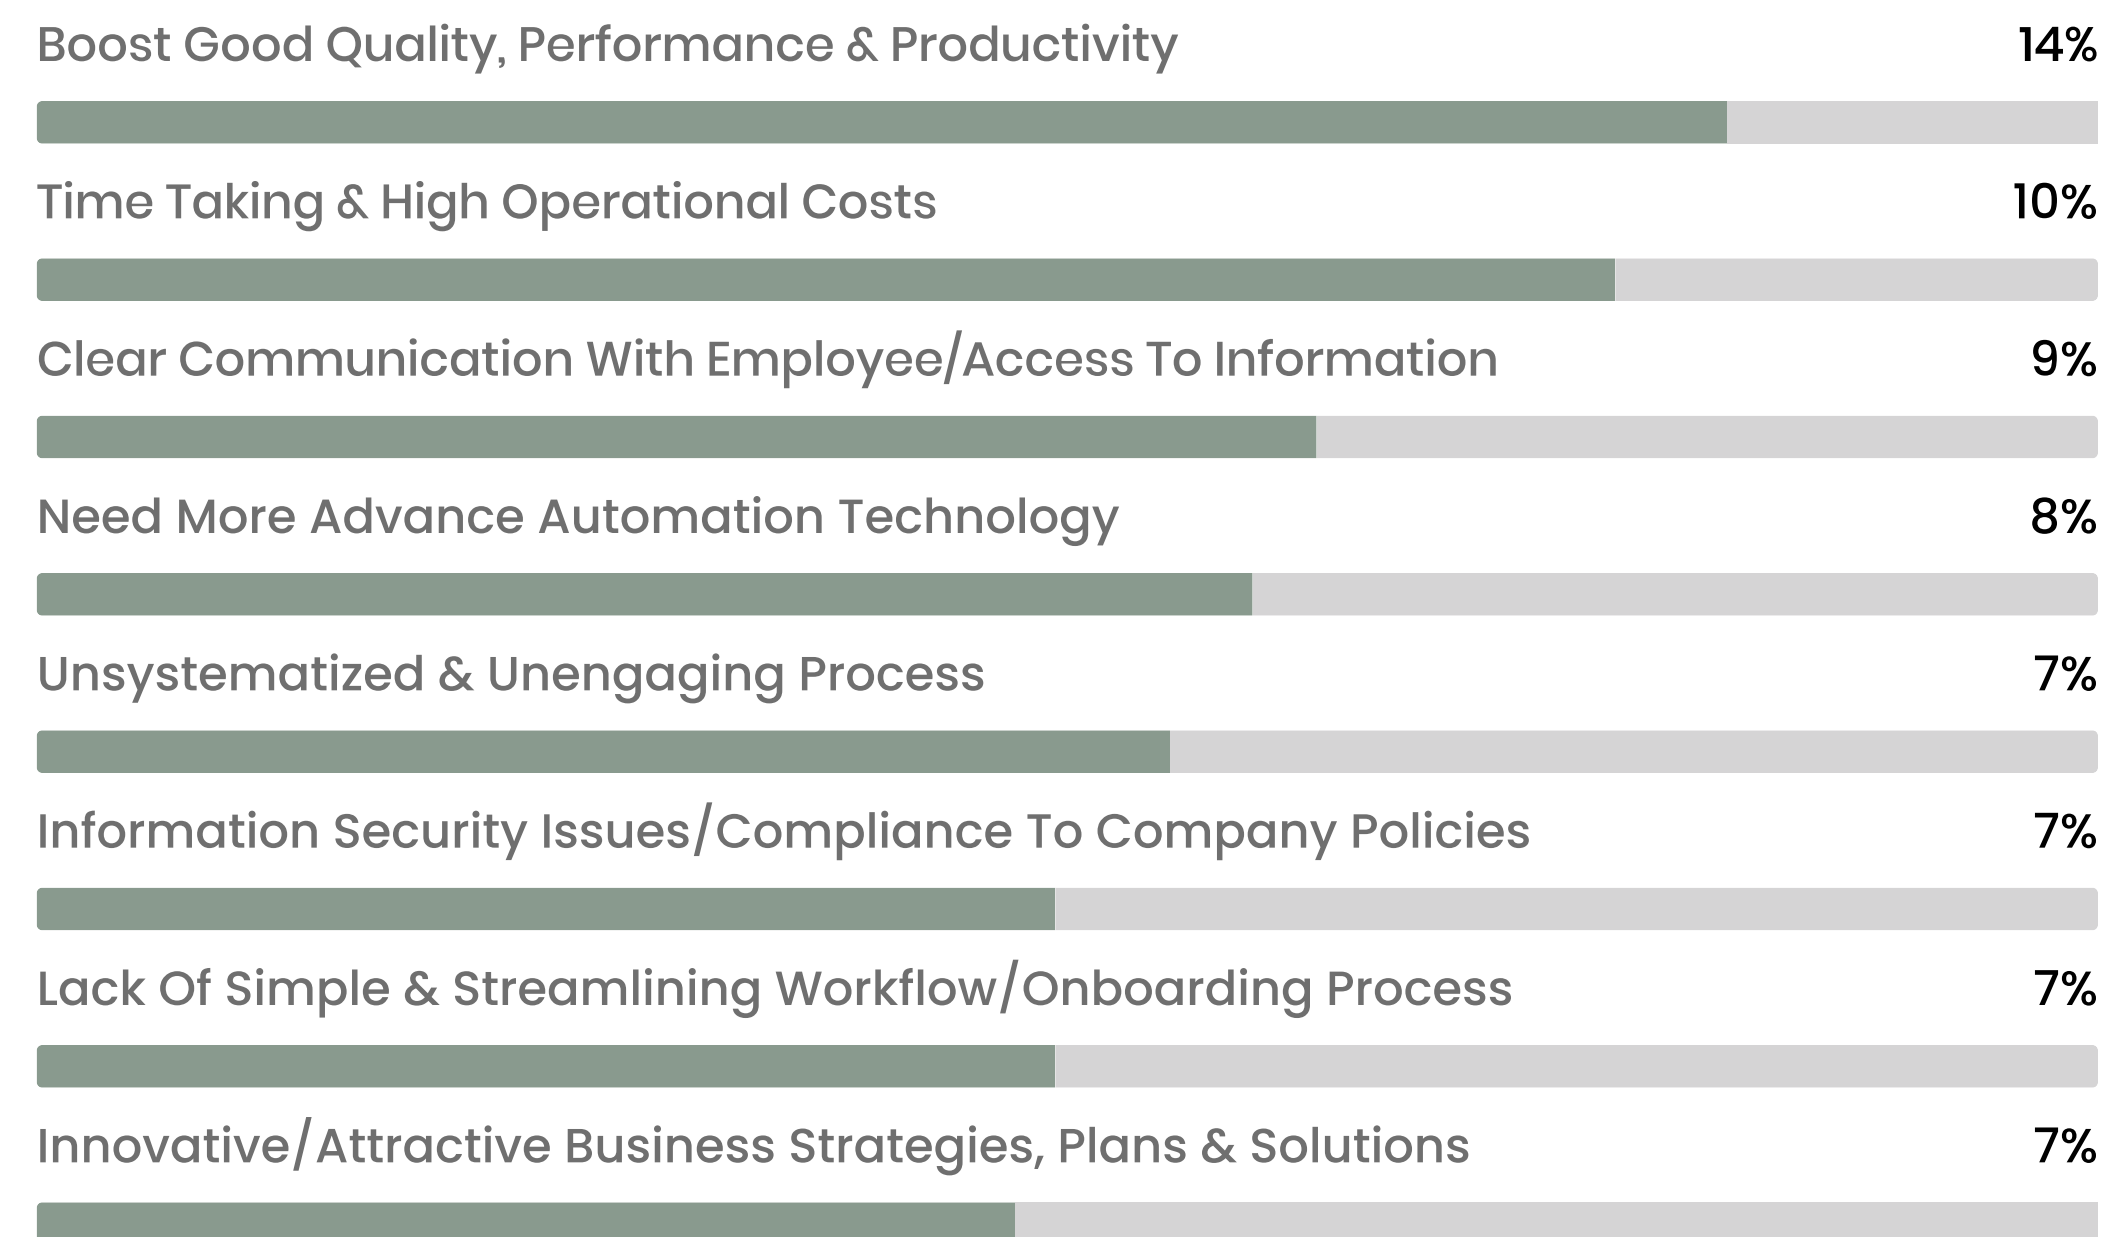 Boost Good Quality, Performance & Productivity 14%
Time Taking & High Operational Costs 10%
Clear Communication With Employee/Access To Information 9%
Need More Advance Automation Technology 8%
Unsystematized & Unengaging Process 7%
Information Security Issues/Compliance To Company Policies 7%
Lack Of Simple & Streamlining Workflow/Onboarding Process 7%
Innovative/Attractive Business Strategies, Plans & Solutions 7%